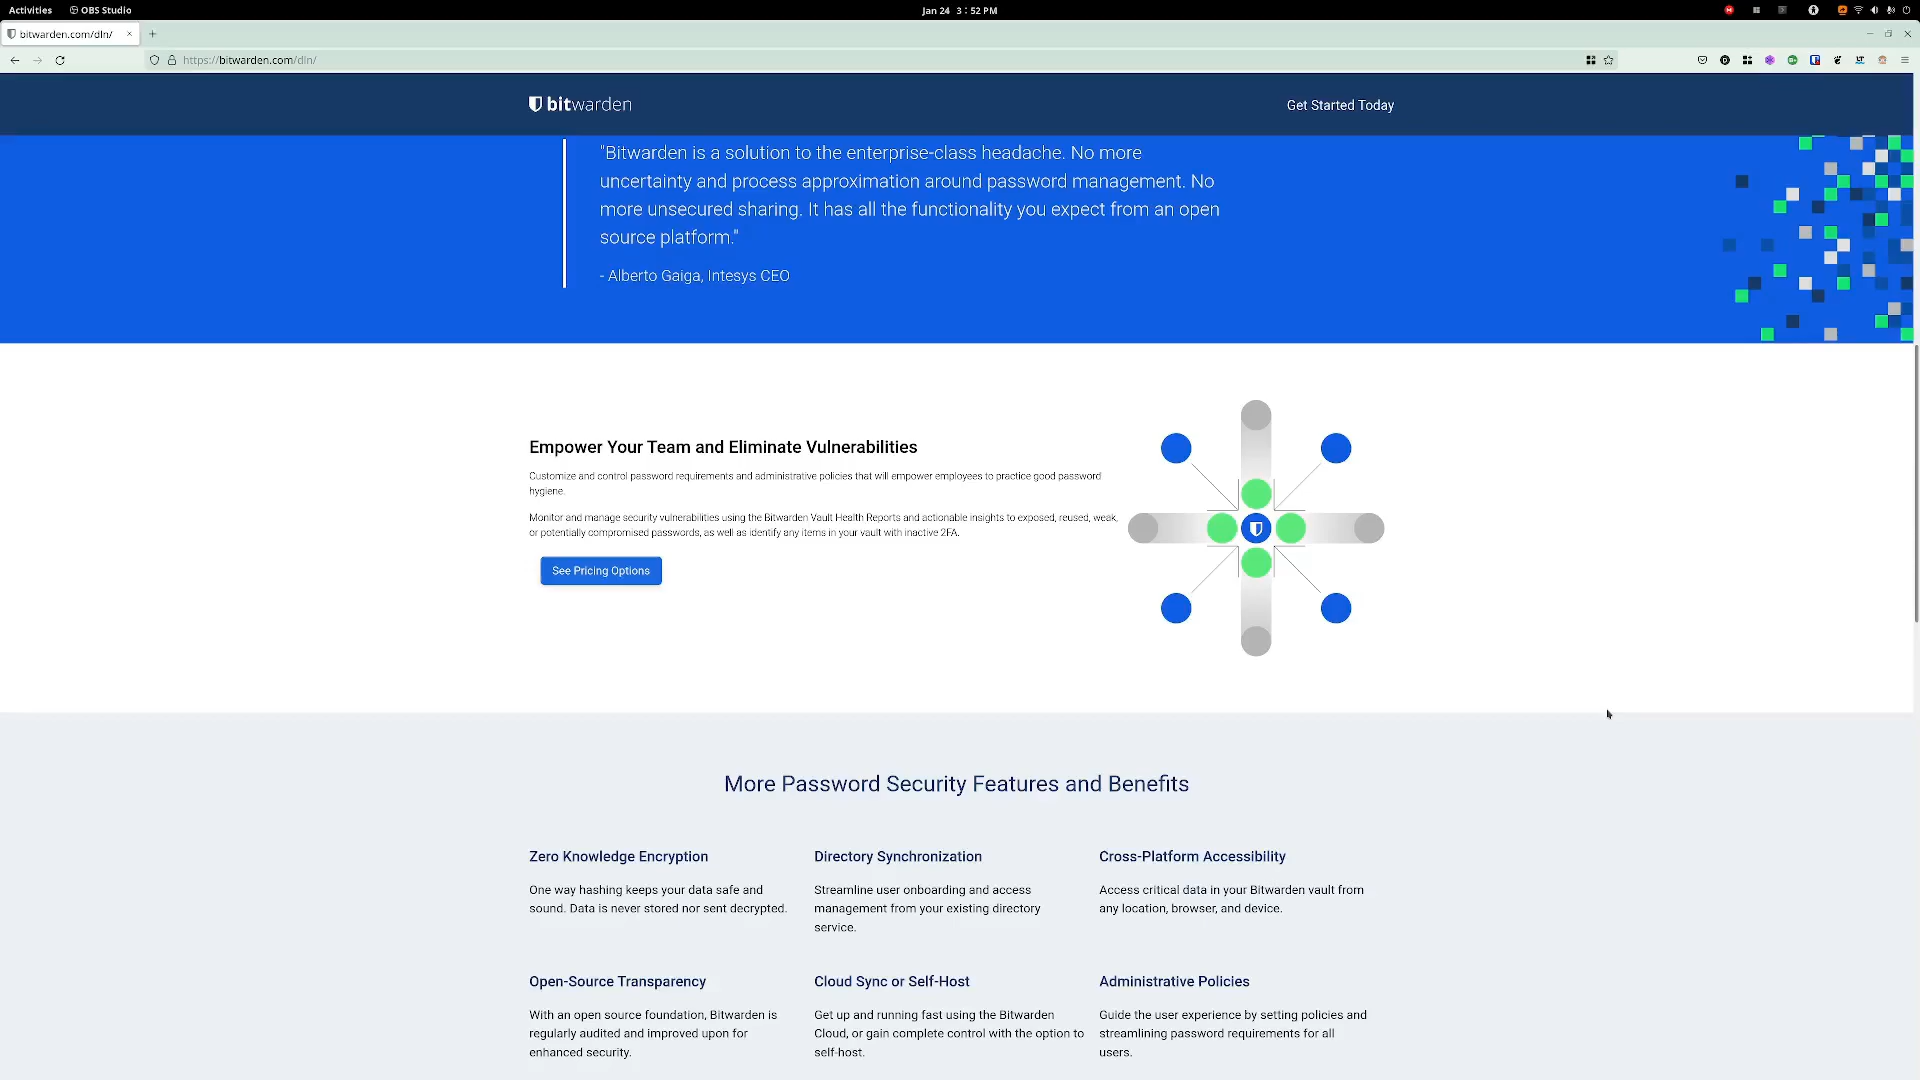 Activities OBS Studio Jan 24 3:52 PM
bitwarden.com/dln/
https://bitwarden.com/dln/
bitwarden Get Started Today
"Bitwarden is a solution to the enterprise-class headache. No more
uncertainty and process approximation around password management. No
more unsecured sharing. It has all the functionality you expect from an open
source platform."
- Alberto Gaiga, Intesys CEO
Empower Your Team and Eliminate Vulnerabilities
Customize and control password requirements and administrative policies that will empower employees to practice good password
hygiene.
Monitor and manage security vulnerabilities using the Bitwarden Vault Health Reports and actionable insights to exposed, reused, weak,
or potentially compromised passwords, as well as identify any items in your vault with inactive 2FA.
See Pricing Options
More Password Security Features and Benefits
Zero Knowledge Encryption
One way hashing keeps your data safe and
sound. Data is never stored nor sent decrypted.
Directory Synchronization
Streamline user onboarding and access
management from your existing directory
service.
Cross-Platform Accessibility
Access critical data in your Bitwarden vault from
any location, browser, and device.
Open-Source Transparency
With an open source foundation, Bitwarden is
regularly audited and improved upon for
enhanced security.
Cloud Sync or Self-Host
Get up and running fast using the Bitwarden
Cloud, or gain complete control with the option to
self-host.
Administrative Policies
Guide the user experience by setting policies and
streamlining password requirements for all
users.